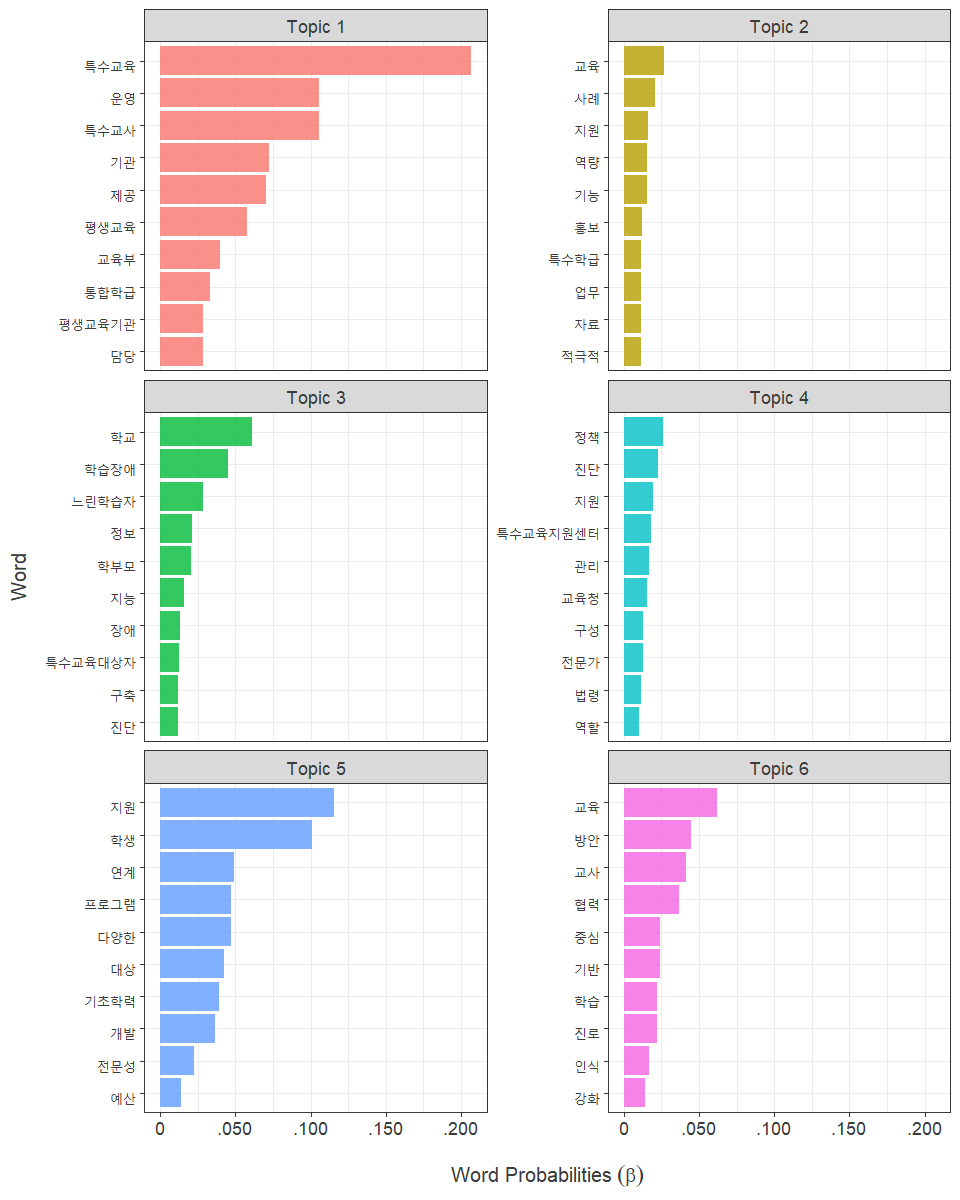 Topic 1
특수교육
운영
특수교사
기관
제공
평생교육
교육부
통합학급
평생교육기관
담당
Topic 2
교육
사례
지원
역량
기능
홍보
특수학급
업무
자료
적극적
Topic 3
학교
학습장애
느린학습자
정보
학부모
지능
장애
특수교육대상자
구축
진단
Topic 4
정책
진단
지원
특수교육지원센터
관리
교육청
구성
전문가
법령
역할
Topic 5
지원
학생
연계
프로그램
다양한
대상
기초학력
개발
전문성
예산
0 .050 .100 .150 .200
Topic 6
교육
방안
교사
협력
중심
기반
학습
진로
인식
강화
0 .050 .100 .150 .200
Word
Word Probabilities (β)